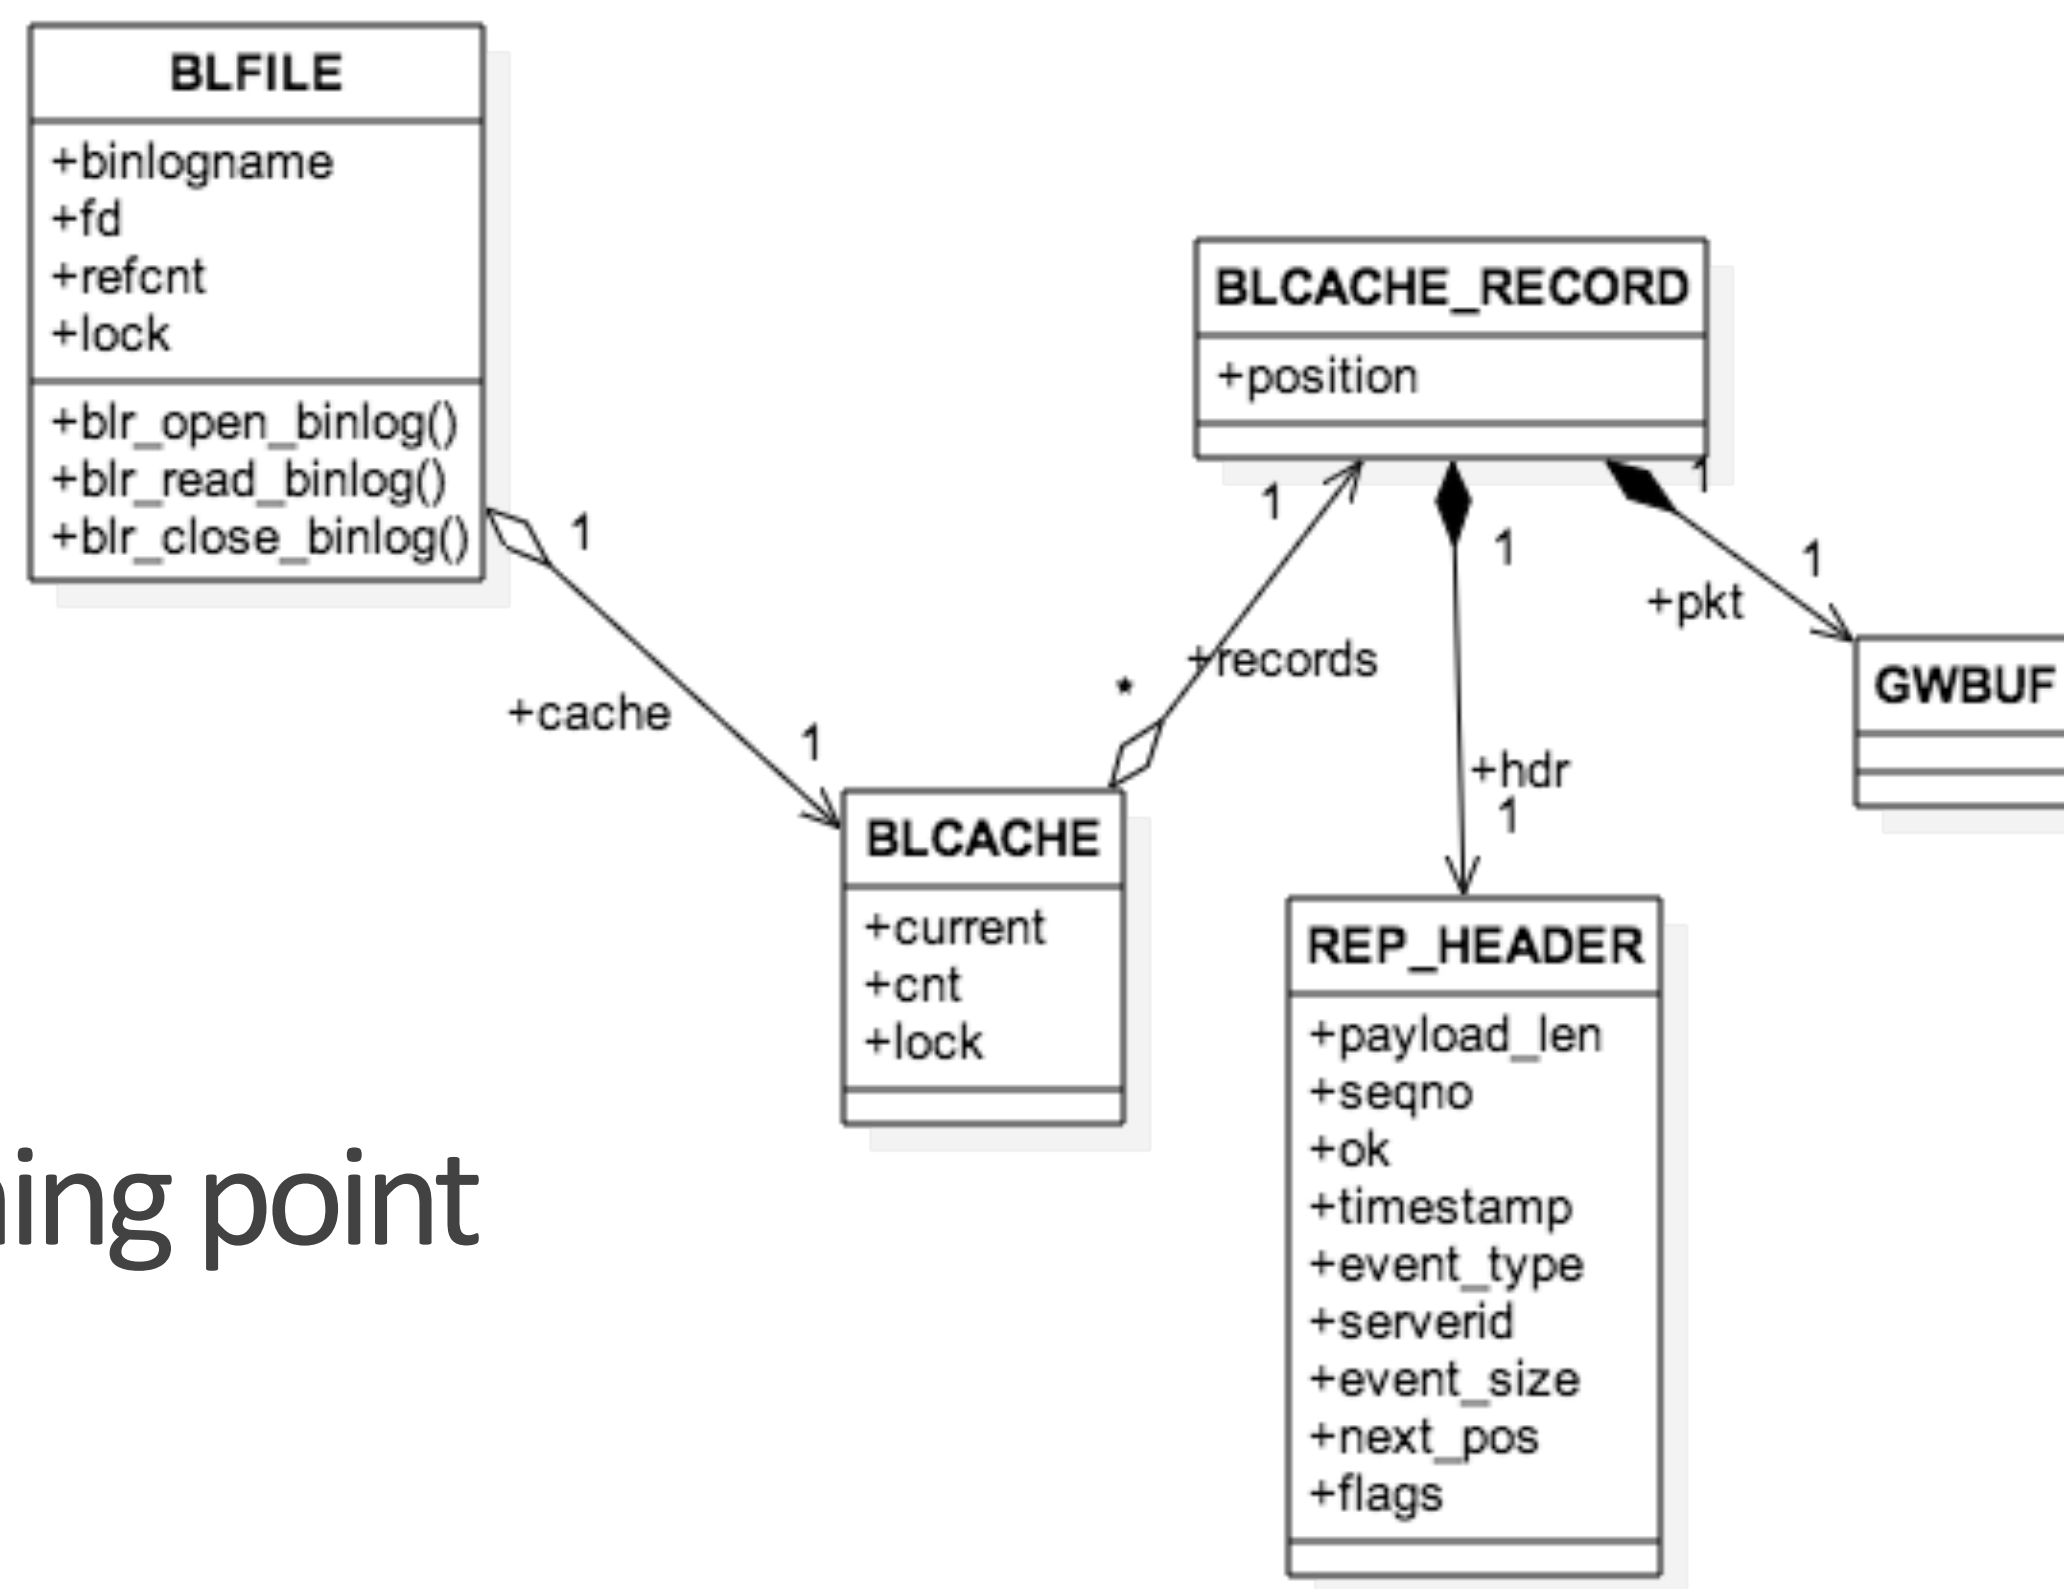 BLFILE
+binlogname
+fd
+refcnt
+lock
+blr_open_binlog()
+blr_read_binlog()
+blr_close_binlog()
1
+cache
1
BLCACHE_RECORD
+position
1
+records
*
1
+hdr
1
1
+pkt
1
GWBUF
BLCACHE
+current
+cnt
+lock
REP_HEADER
+payload_len
+seqno
+ok
+timestamp
+event_type
+serverid
+event_size
+next_pos
+flags
point